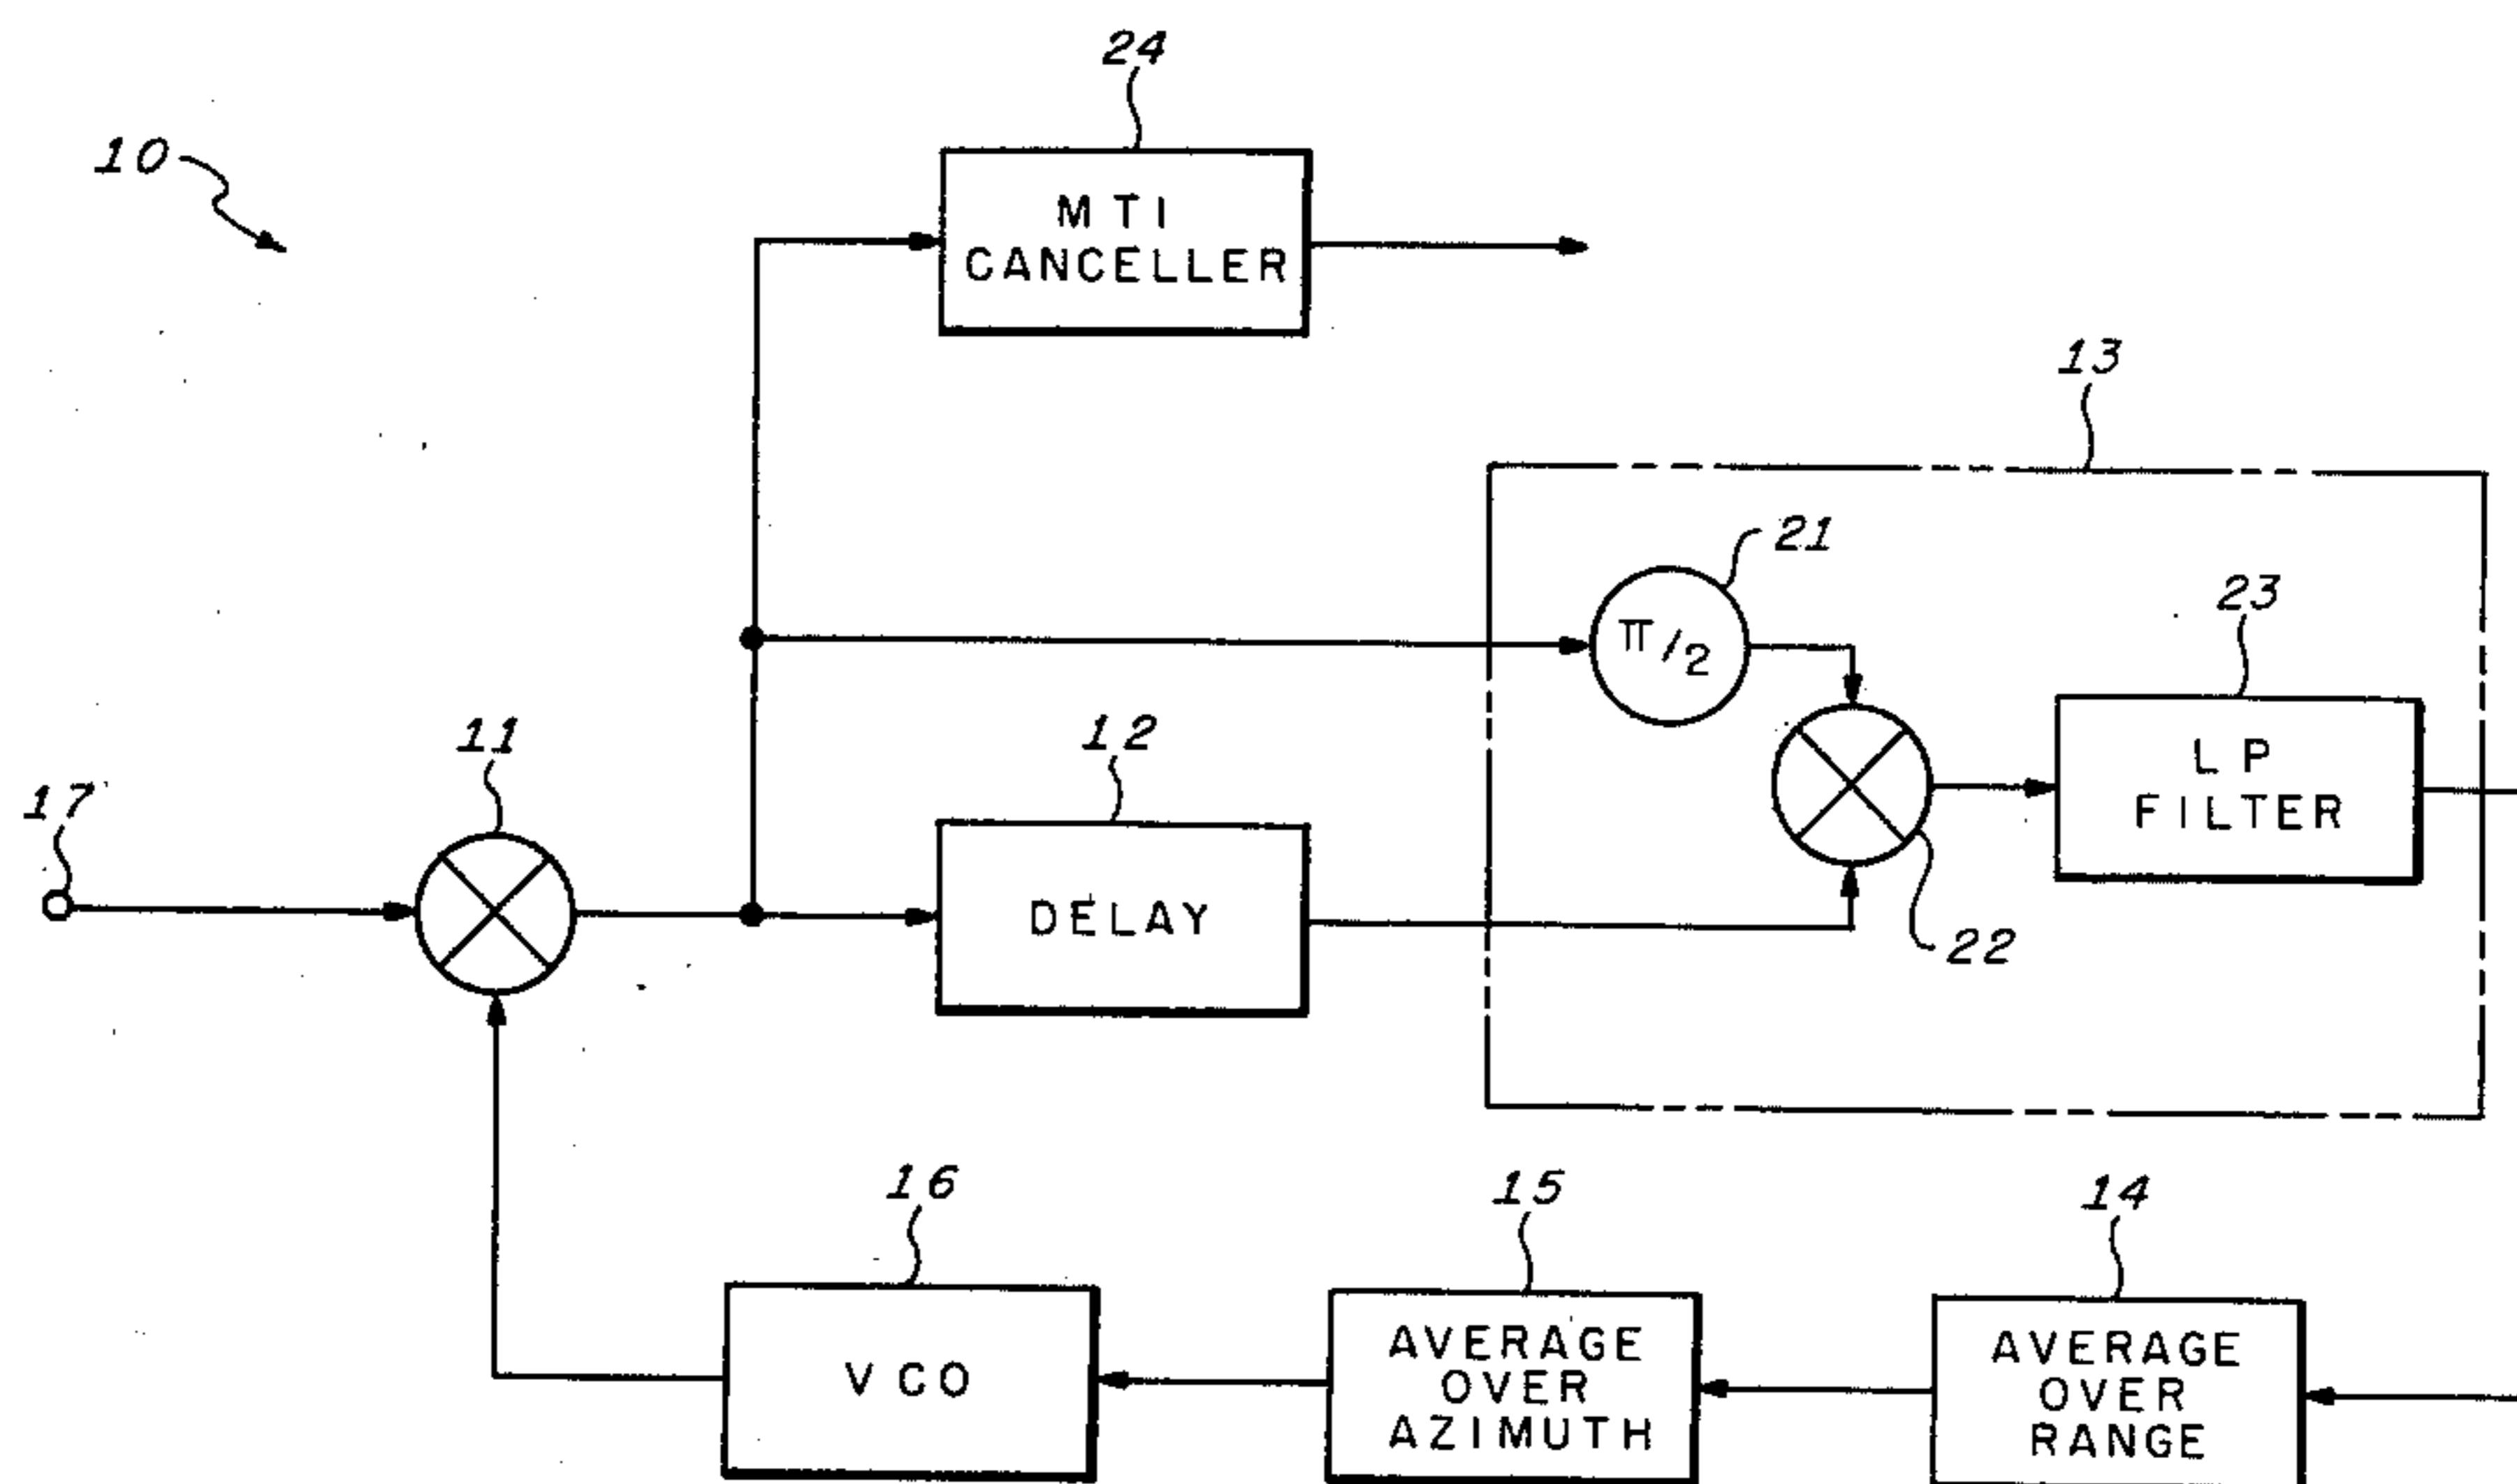 24
10
MTI
CANCELLER
13
21
π/2
23
11
12
17
LP
FILTER
DELAY
22
16
15
14
VCO
AVERAGE
OVER
AZIMUTH
AVERAGE
OVER
RANGE